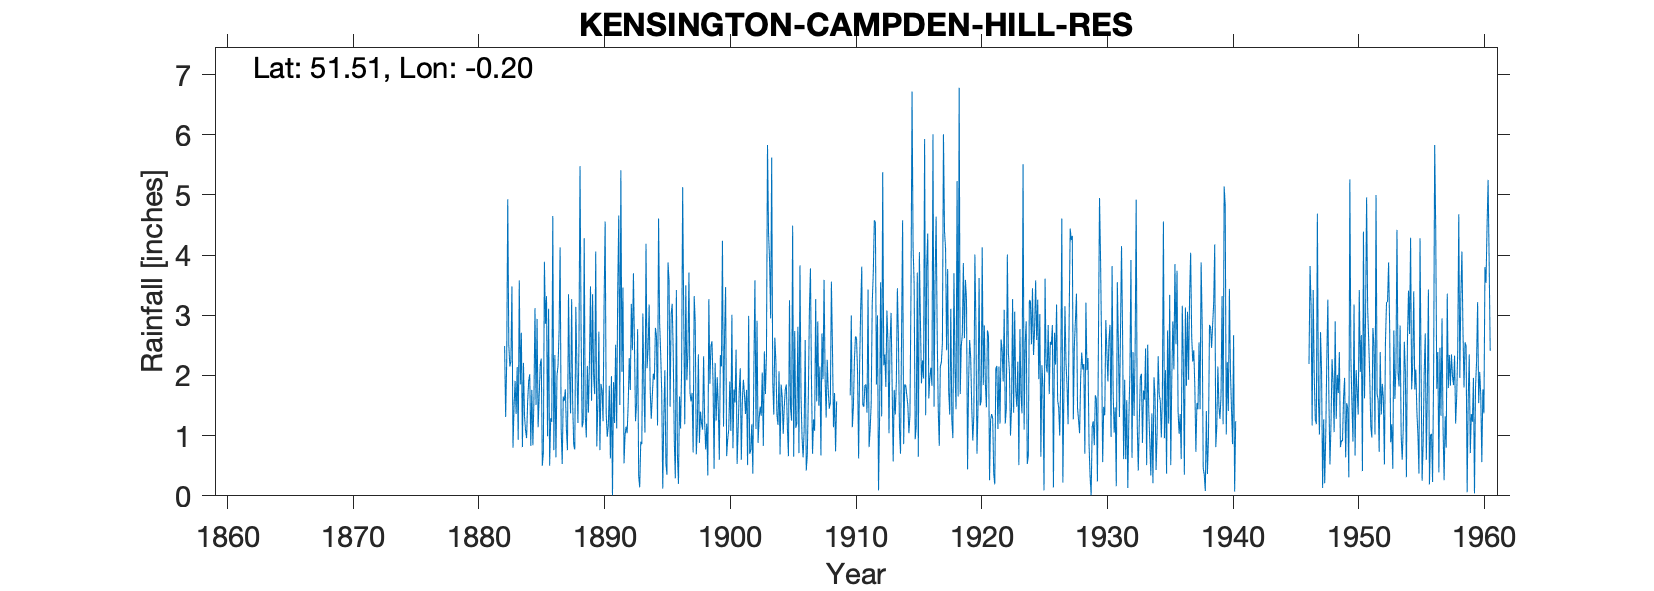 KENSINGTON-CAMPDEN-HILL-RES
Lat: 51.51, Lon: -0.20
7
6
5
4
3
2
1
0
Rainfall [inches]
1860 1870 1880 1890 1900 1910 1920 1930 1940 1950 1960
Year